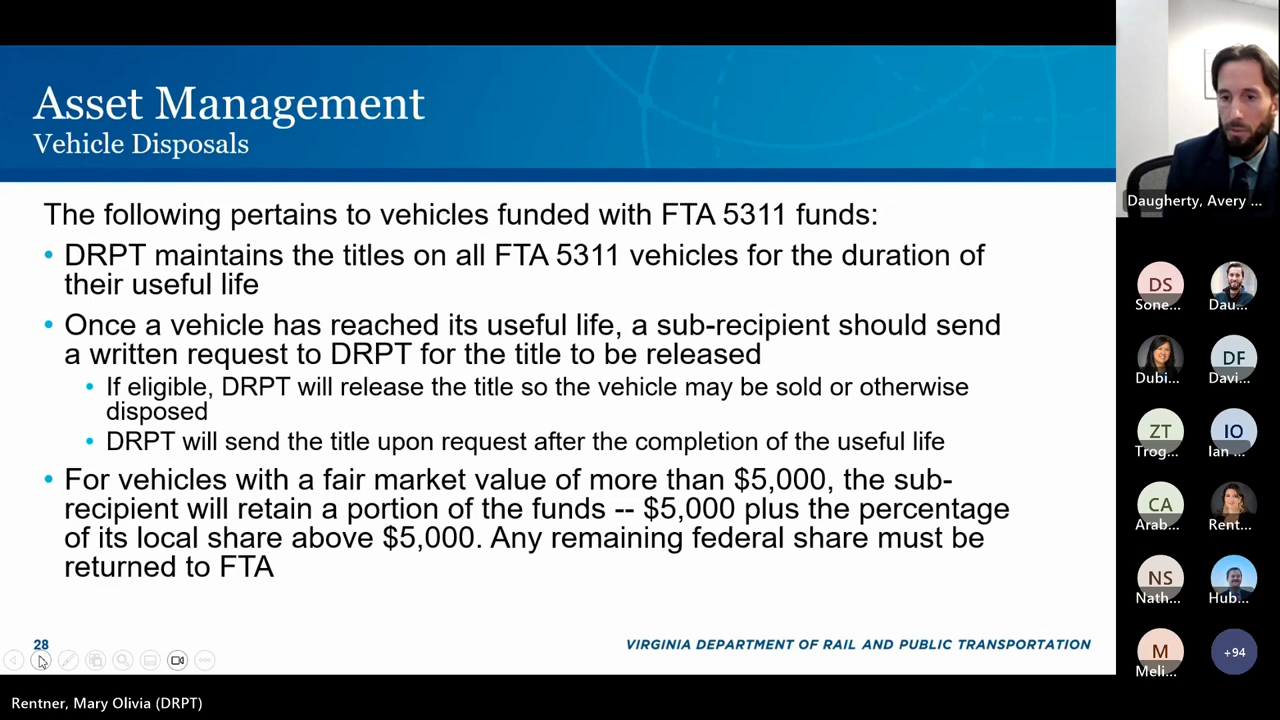 Asset Management
Vehicle Disposals
The following pertains to vehicles funded with FTA 5311 funds:
• DRPT maintains the titles on all FTA 5311 vehicles for the duration of
their useful life
• Once a vehicle has reached its useful life, a sub-recipient should send
a written request to DRPT for the title to be released
• If eligible, DRPT will release the title so the vehicle may be sold or otherwise
disposed
• DRPT will send the title upon request after the completion of the useful life
• For vehicles with a fair market value of more than $5,000, the sub-
recipient will retain a portion of the funds -- $5,000 plus the percentage
of its local share above $5,000. Any remaining federal share must be
returned to FTA
28
VIRGINIA DEPARTMENT OF RAIL AND PUBLIC TRANSPORTATION
Rentner, Mary Olivia (DRPT)
Daugherty, Avery ...
DS
Sone...
Dau...
Dubi...
DF
Davi...
ZT
Trog...
IO
Ian ...
CA
Arab...
Rent...
NS
Nath...
Hub...
M
Meli...
+94